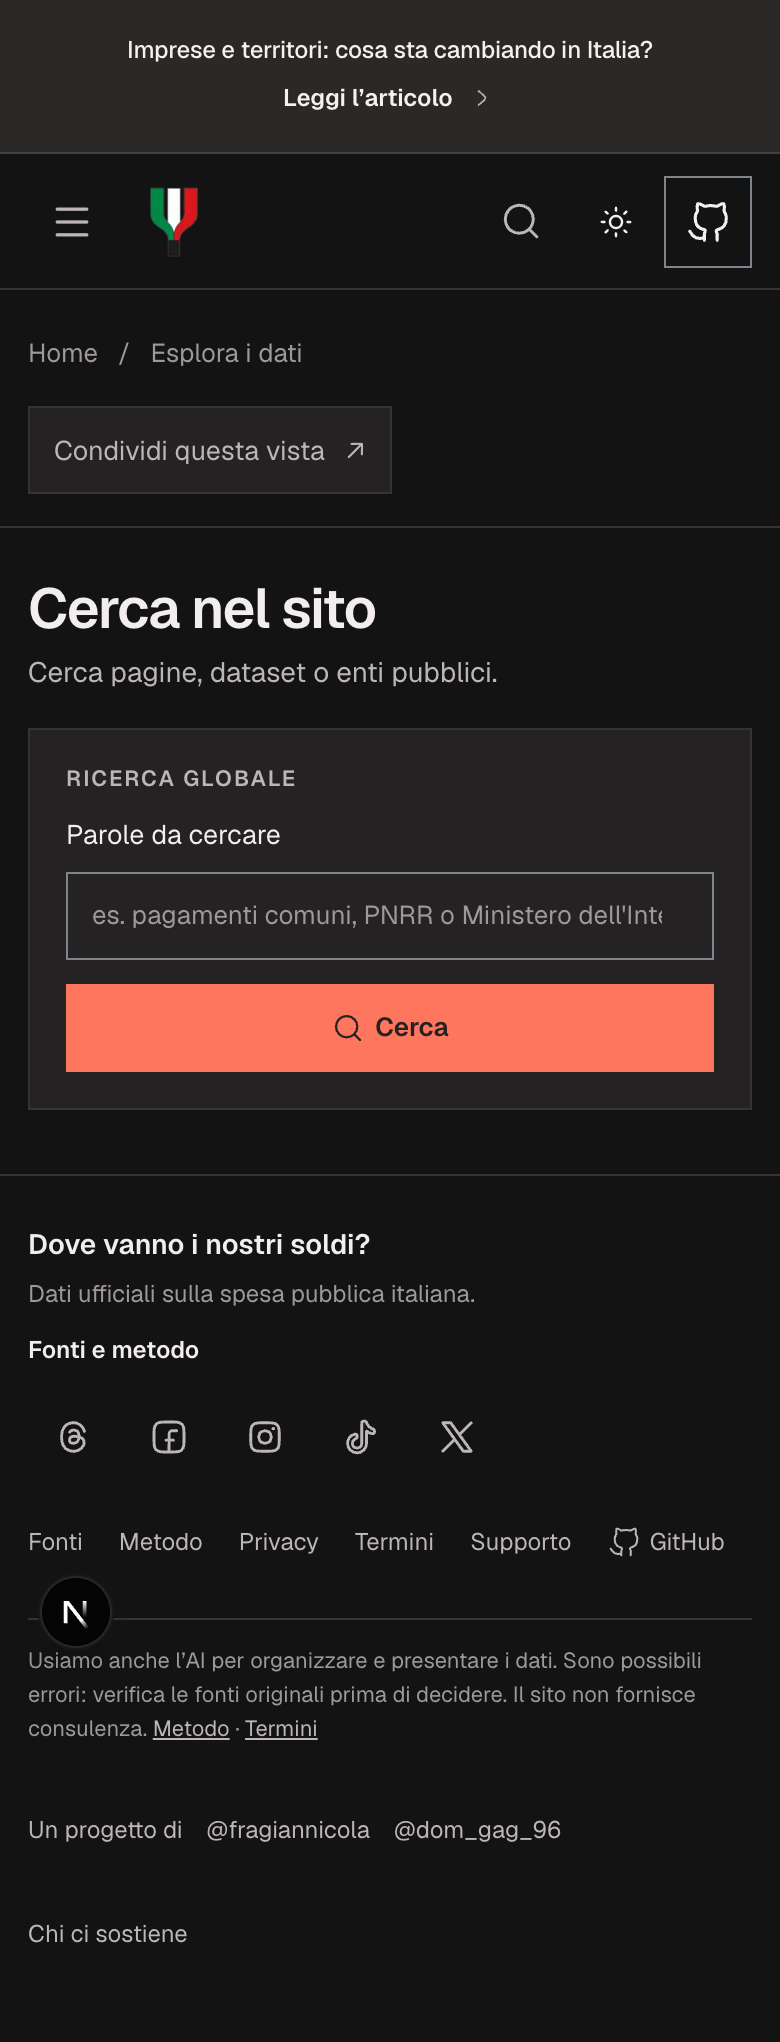 Imprese e territori: cosa sta cambiando in Italia?
Leggi l’articolo
Home / Esplora i dati
Condividi questa vista
Cerca nel sito
Cerca pagine, dataset o enti pubblici.
RICERCA GLOBALE
Parole da cercare
es. pagamenti comuni, PNRR o Ministero dell'Inte
Cerca
Dove vanno i nostri soldi?
Dati ufficiali sulla spesa pubblica italiana.
Fonti e metodo
Fonti Metodo Privacy Termini Supporto GitHub
N
Usiamo anche l’AI per organizzare e presentare i dati. Sono possibili
errori: verifica le fonti originali prima di decidere. Il sito non fornisce
consulenza. Metodo · Termini
Un progetto di @fragiannicola @dom_gag_96
Chi ci sostiene